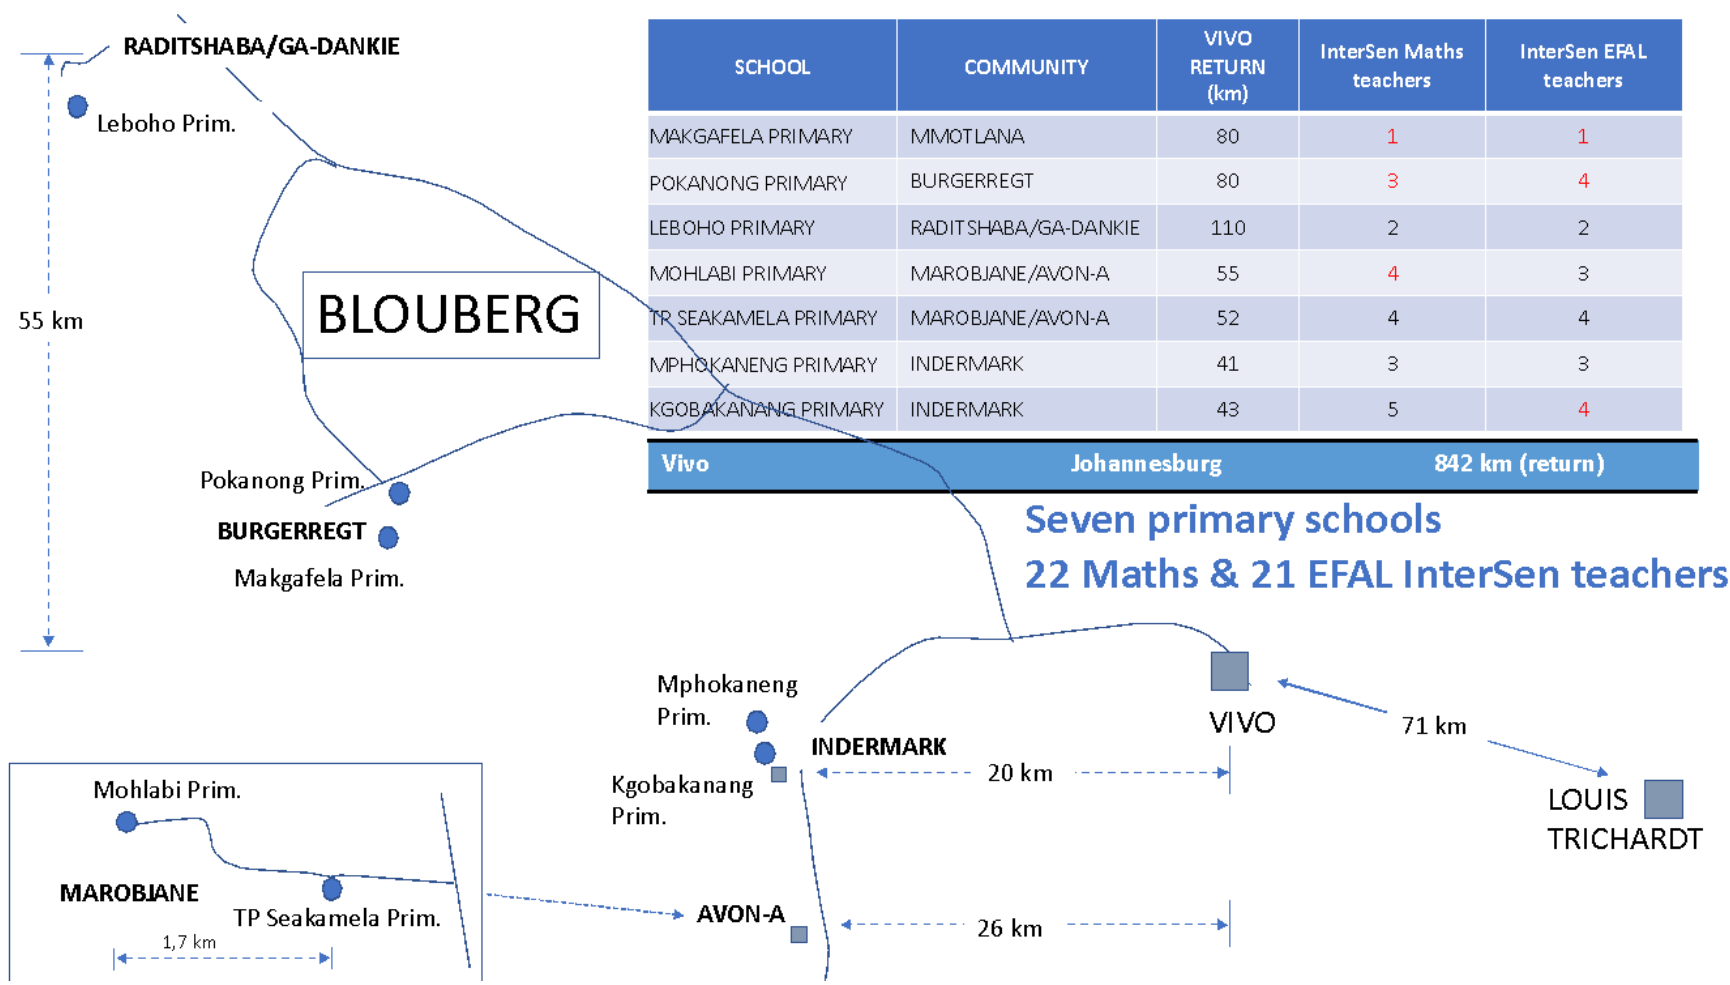 RADITSHABA/GA-DANKIE
Leboho Prim.
55 km
BLOUBERG
Pokanong Prim.
BURGERREGT
Makgafela Prim.
SCHOOL COMMUNITY VIVO RETURN (km) InterSen Maths teachers InterSen EFAL teachers
MAKGAFELA PRIMARY MMOTLANA 80 1 1
POKANONG PRIMARY BURGERREGT 80 3 4
LEBOHO PRIMARY RADITSHABA/GA-DANKIE 110 2 2
MOHLABI PRIMARY MAROBJANE/AVON-A 55 4 3
TP SEAKAMELA PRIMARY MAROBJANE/AVON-A 52 4 4
MPHOKANENG PRIMARY INDERMARK 41 3 3
KGOBAKANANG PRIMARY INDERMARK 43 5 4
Vivo Johannesburg 842 km (return)
Seven primary schools
22 Maths & 21 EFAL InterSen teachers
Mphokaneng
Prim.
INDERMARK
Kgobakanang
Prim.
20 km
VIVO
71 km
LOUIS
TRICHARDT
AVON-A
26 km
Mohlabi Prim.
MAROBJANE
TP Seakamela Prim.
1,7 km